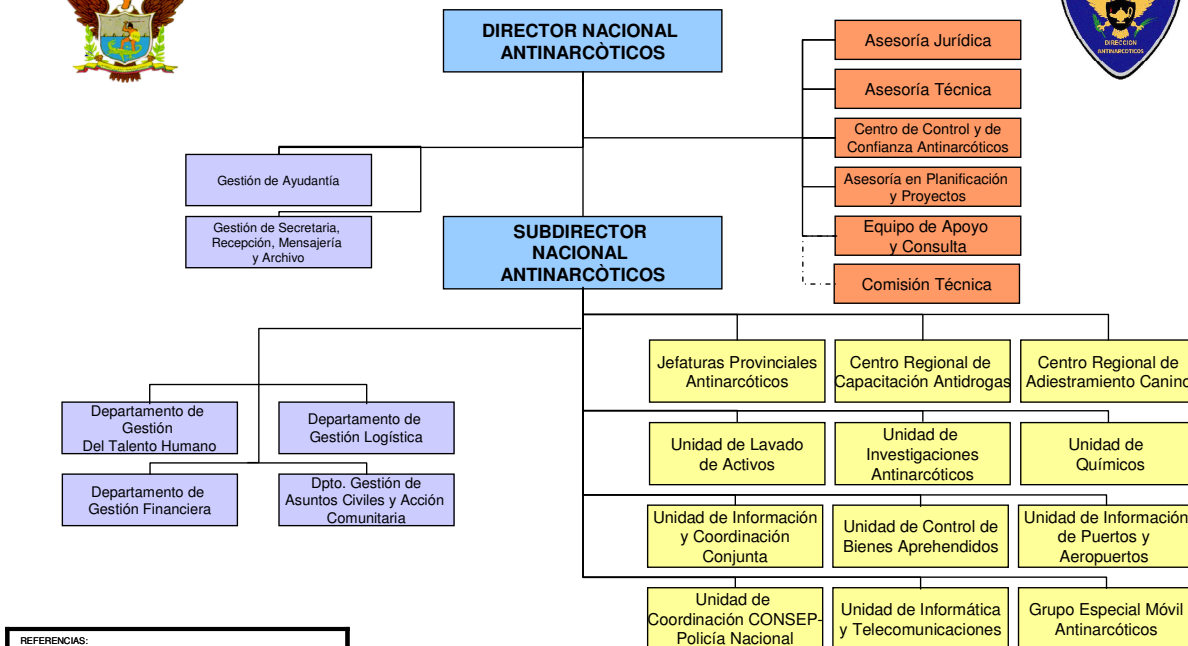 DIRECTOR NACIONAL
ANTINARCÒTICOS
DIRECCION
ANTINARCOTICOS
Asesoría Jurídica
Asesoría Técnica
Centro de Control y de
Confianza Antinarcóticos
Asesoría en Planificación
y Proyectos
Equipo de Apoyo
y Consulta
Comisión Técnica
Gestión de Ayudantía
Gestión de Secretaria,
Recepción, Mensajería
y Archivo
SUBDIRECTOR
NACIONAL
ANTINARCÒTICOS
Departamento de
Gestión
Del Talento Humano
Departamento de
Gestión Logística
Departamento de
Gestión Financiera
Dpto. Gestión de
Asuntos Civiles y Acción
Comunitaria
Jefaturas Provinciales
Antinarcóticos
Centro Regional de
Capacitación Antidrogas
Centro Regional de
Adiestramiento Canino
Unidad de Lavado
de Activos
Unidad de
Investigaciones
Antinarcóticos
Unidad de
Químicos
Unidad de Información
y Coordinación
Conjunta
Unidad de Control de
Bienes Aprehendidos
Unidad de Información
de Puertos y
Aeropuertos
Unidad de
Coordinación CONSEP-
Policía Nacional
Unidad de Informática
y Telecomunicaciones
Grupo Especial Móvil
Antinarcóticos
REFERENCIAS: